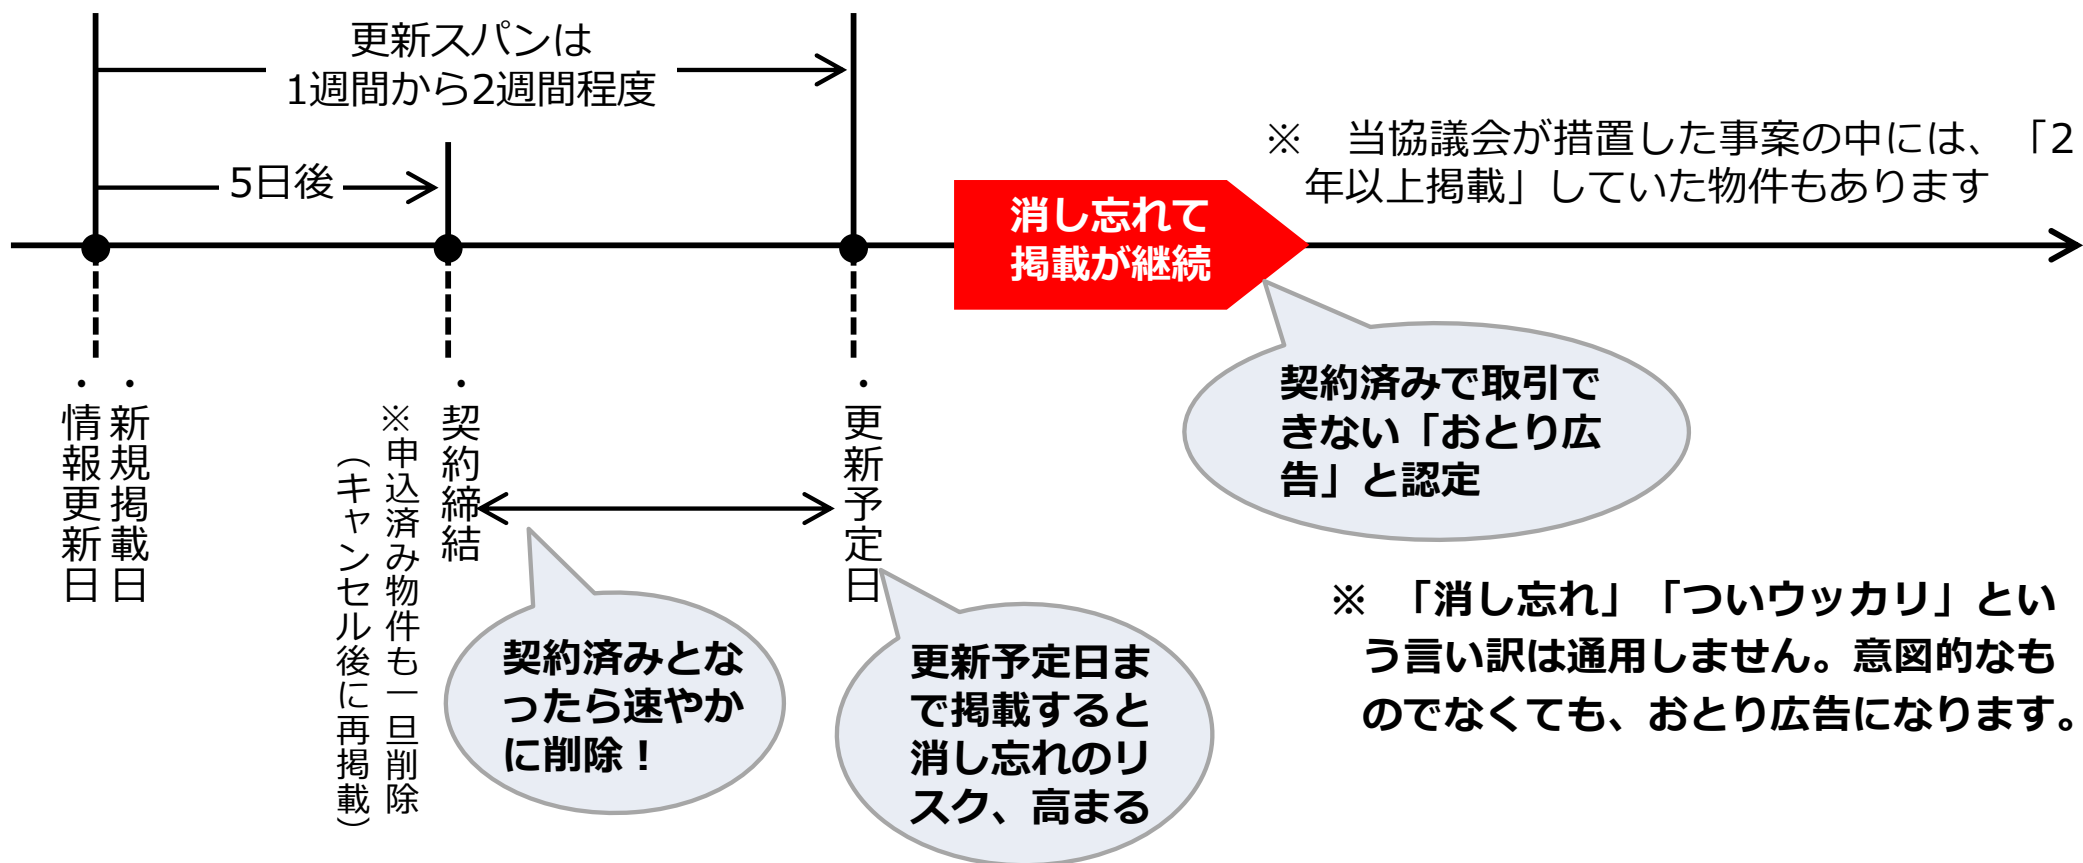 更新スパンは
1週間から2週間程度
5日後
※　当協議会が措置した事案の中には、「2
年以上掲載」していた物件もあります
消し忘れて
掲載が継続
・新規掲載日
・情報更新日
・契約締結
※申込済み物件も一旦削除
（キャンセル後に再掲載）
・更新予定日
契約済みで取引で
きない「おとり広
告」と認定
契約済みとな
ったら速やか
に削除！
更新予定日ま
で掲載すると
消し忘れのリ
スク、高まる
※　「消し忘れ」「ついウッカリ」とい
う言い訳は通用しません。意図的なも
のでなくても、おとり広告になります。